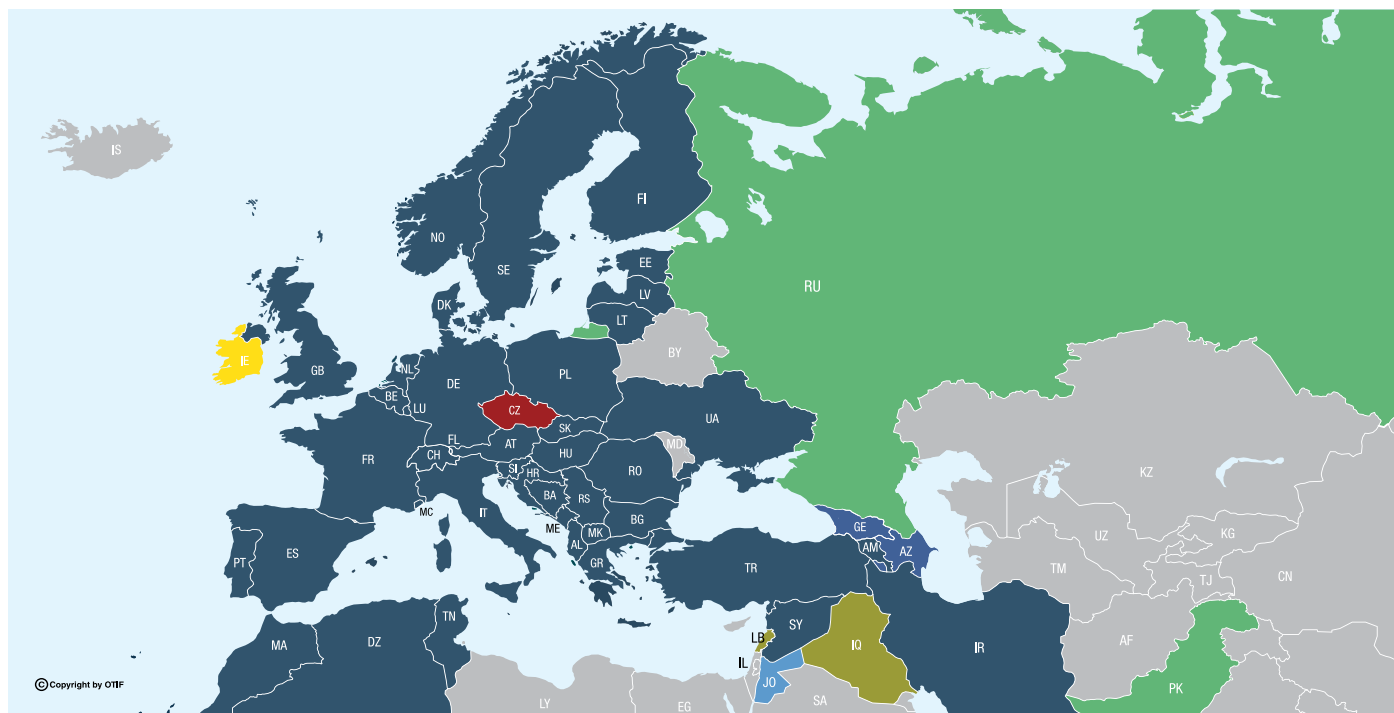 IS
FI
NO
SE
EE
RU
LV
DK
LT
BY
IE
GB
NL
PL
DE
BE
LU
CZ
UA
SK
FL
AT
MD
CH
HU
FR
SI
HR
RO
KZ
BA
RS
MC
IT
BG
ME
GE
MK
KG
UZ
AL
AM
AZ
ES
PT
GR
TR
TM
TJ
CN
TN
SY
MA
DZ
LB
IQ
IR
AF
IL
JO
© Copyright by OTIF
PK
LY
EG
SA